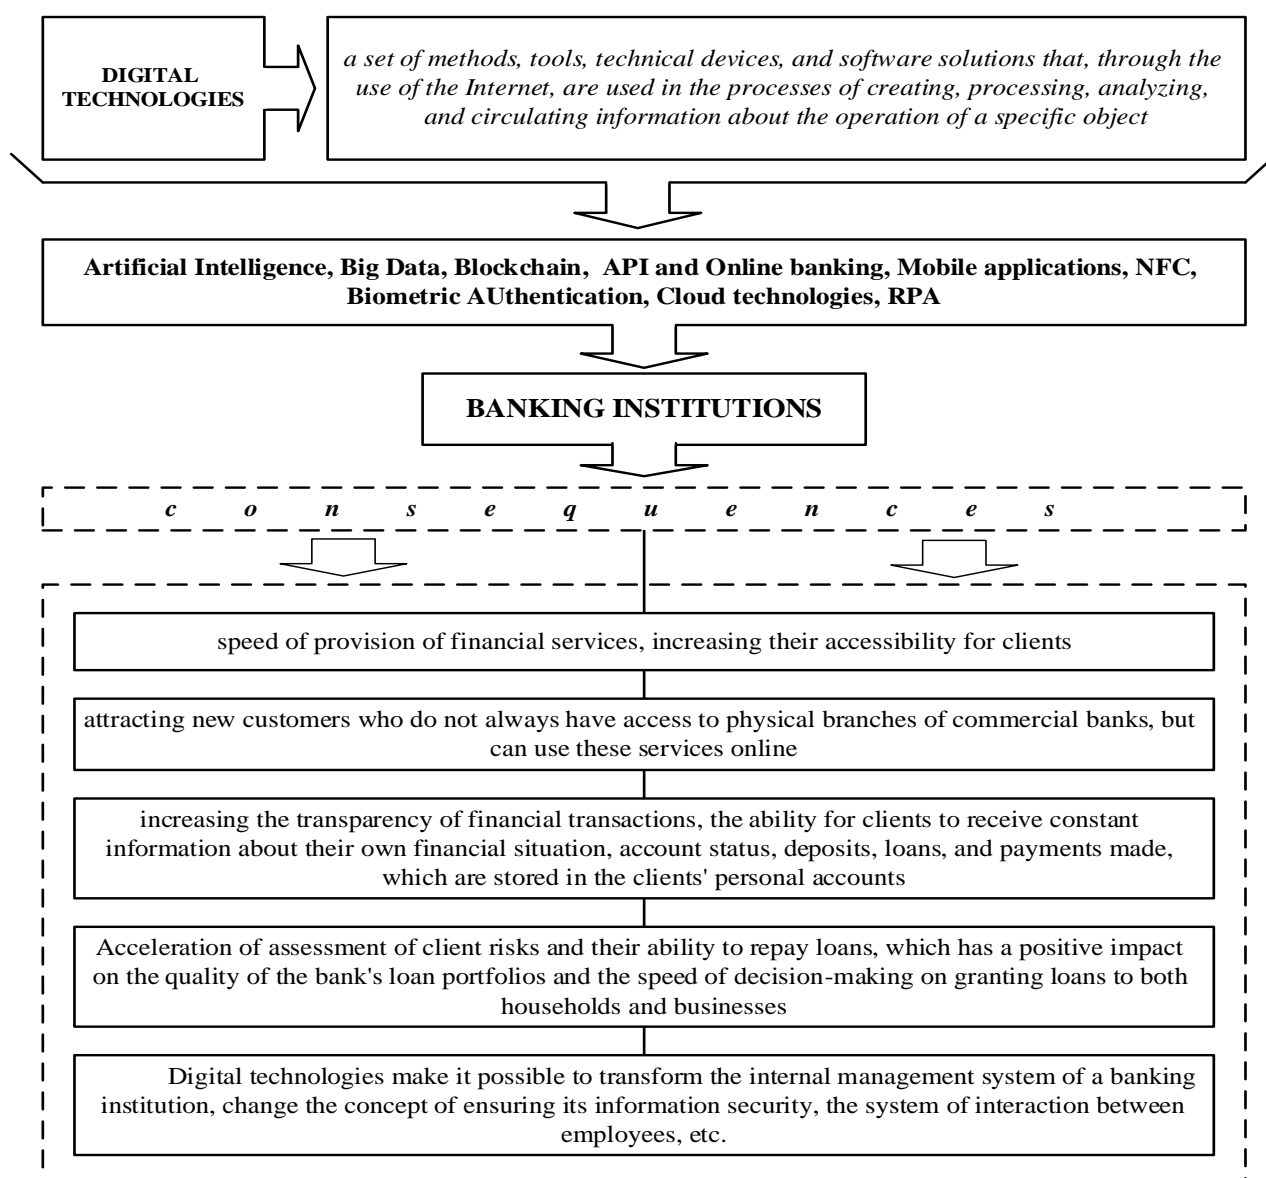 DIGITAL
TECHNOLOGIES
a set of methods, tools, technical devices, and software solutions that, through the
use of the Internet, are used in the processes of creating, processing, analyzing,
and circulating information about the operation of a specific object
Artificial Intelligence, Big Data, Blockchain, API and Online banking, Mobile applications, NFC,
Biometric AUthentication, Cloud technologies, RPA
BANKING INSTITUTIONS
c o n s e q u e n c e s
speed of provision of financial services, increasing their accessibility for clients
attracting new customers who do not always have access to physical branches of commercial banks, but
can use these services online
increasing the transparency of financial transactions, the ability for clients to receive constant
information about their own financial situation, account status, deposits, loans, and payments made,
which are stored in the clients' personal accounts
Acceleration of assessment of client risks and their ability to repay loans, which has a positive impact
on the quality of the bank's loan portfolios and the speed of decision-making on granting loans to both
households and businesses
Digital technologies make it possible to transform the internal management system of a banking
institution, change the concept of ensuring its information security, the system of interaction between
employees, etc.